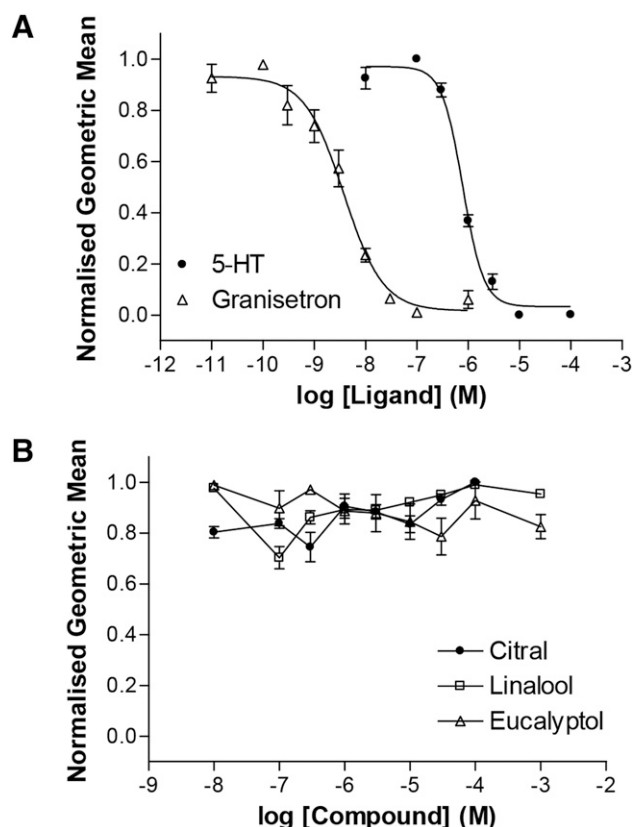 A
Normalised Geometric Mean
1.0
0.8
0.6
0.4
0.2
0.0
5-HT
Granisetron
-12 -11 -10 -9 -8 -7 -6 -5 -4 -3
log [Ligand] (M)
B
Normalised Geometric Mean
1.0
0.8
0.6
0.4
0.2
0.0
Citral
Linalool
Eucalyptol
-9 -8 -7 -6 -5 -4 -3 -2
log [Compound] (M)